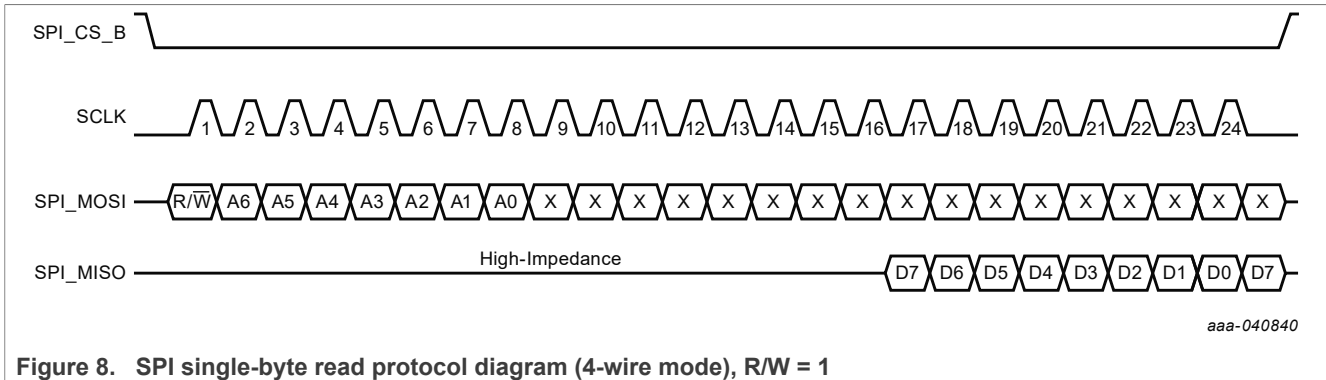 SPI_CS_B
SCLK 1 2 3 4 5 6 7 8 9 10 11 12 13 14 15 16 17 18 19 20 21 22 23 24
SPI_MOSI R/W̅ A6 A5 A4 A3 A2 A1 A0 X X X X X X X X X X X X X X X X X
SPI_MISO High-Impedance D7 D6 D5 D4 D3 D2 D1 D0 D7
aaa-040840
Figure 8. SPI single-byte read protocol diagram (4-wire mode), R/W = 1